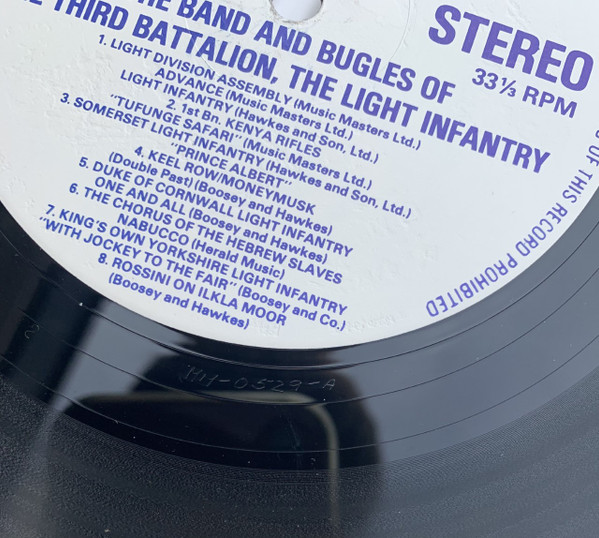 THE BAND AND BUGLES OF
THIRD BATTALION, THE LIGHT INFANTRY
STEREO
33⅓ RPM
1. LIGHT DIVISION ASSEMBLY (Music Masters Ltd.)
ADVANCE (Music Masters Ltd.)
LIGHT INFANTRY (Hawkes and Son, Ltd.)
2. 1st Bn. KENYA RIFLES
"TUFUNGE SAFARI" (Music Masters Ltd.)
3. SOMERSET LIGHT INFANTRY (Hawkes and Son, Ltd.)
"PRINCE ALBERT"
4. KEEL ROW/MONEYMUSK
(Double Past) (Boosey and Hawkes)
5. DUKE OF CORNWALL LIGHT INFANTRY
ONE AND ALL (Boosey and Hawkes)
6. THE CHORUS OF THE HEBREW SLAVES
NABUCCO (Herald Music)
7. KING'S OWN YORKSHIRE LIGHT INFANTRY
"WITH JOCKEY TO THE FAIR" (Boosey and Co.)
8. ROSSINI ON ILKLA MOOR
(Boosey and Hawkes)
OF THIS RECORD PROHIBITED
HH-0529-A